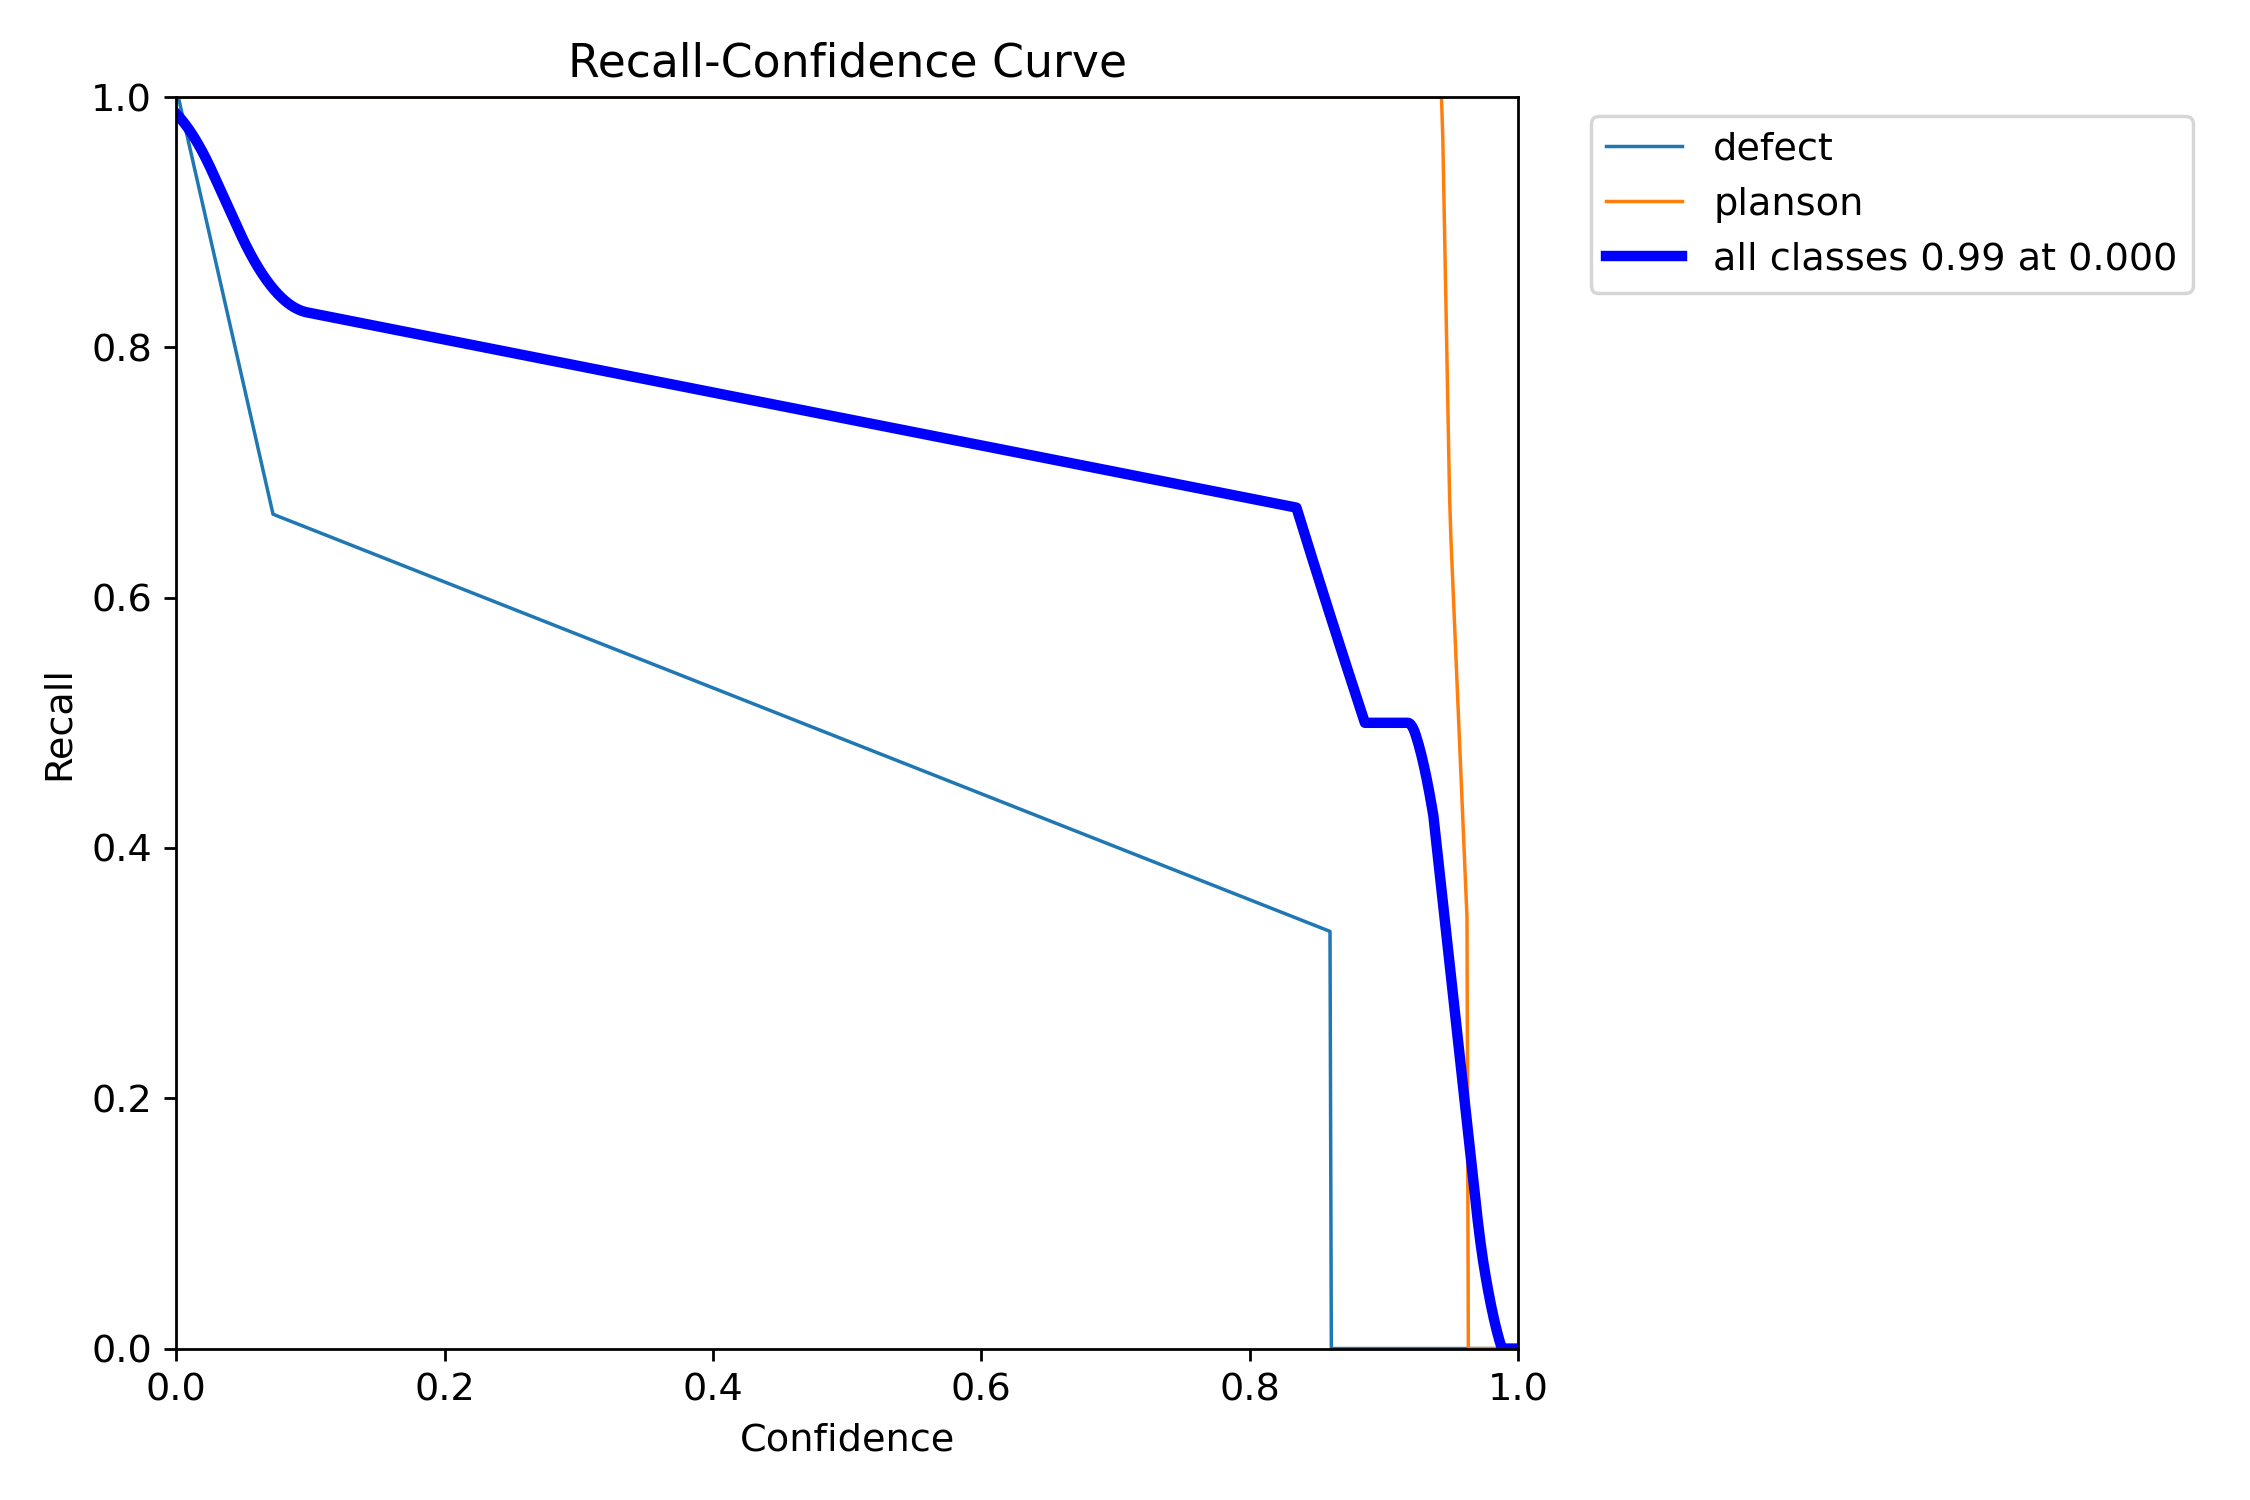 Recall-Confidence Curve
1.0
0.8
0.6
0.4
0.2
0.0
Recall
0.0 0.2 0.4 0.6 0.8 1.0
Confidence
defect
planson
all classes 0.99 at 0.000